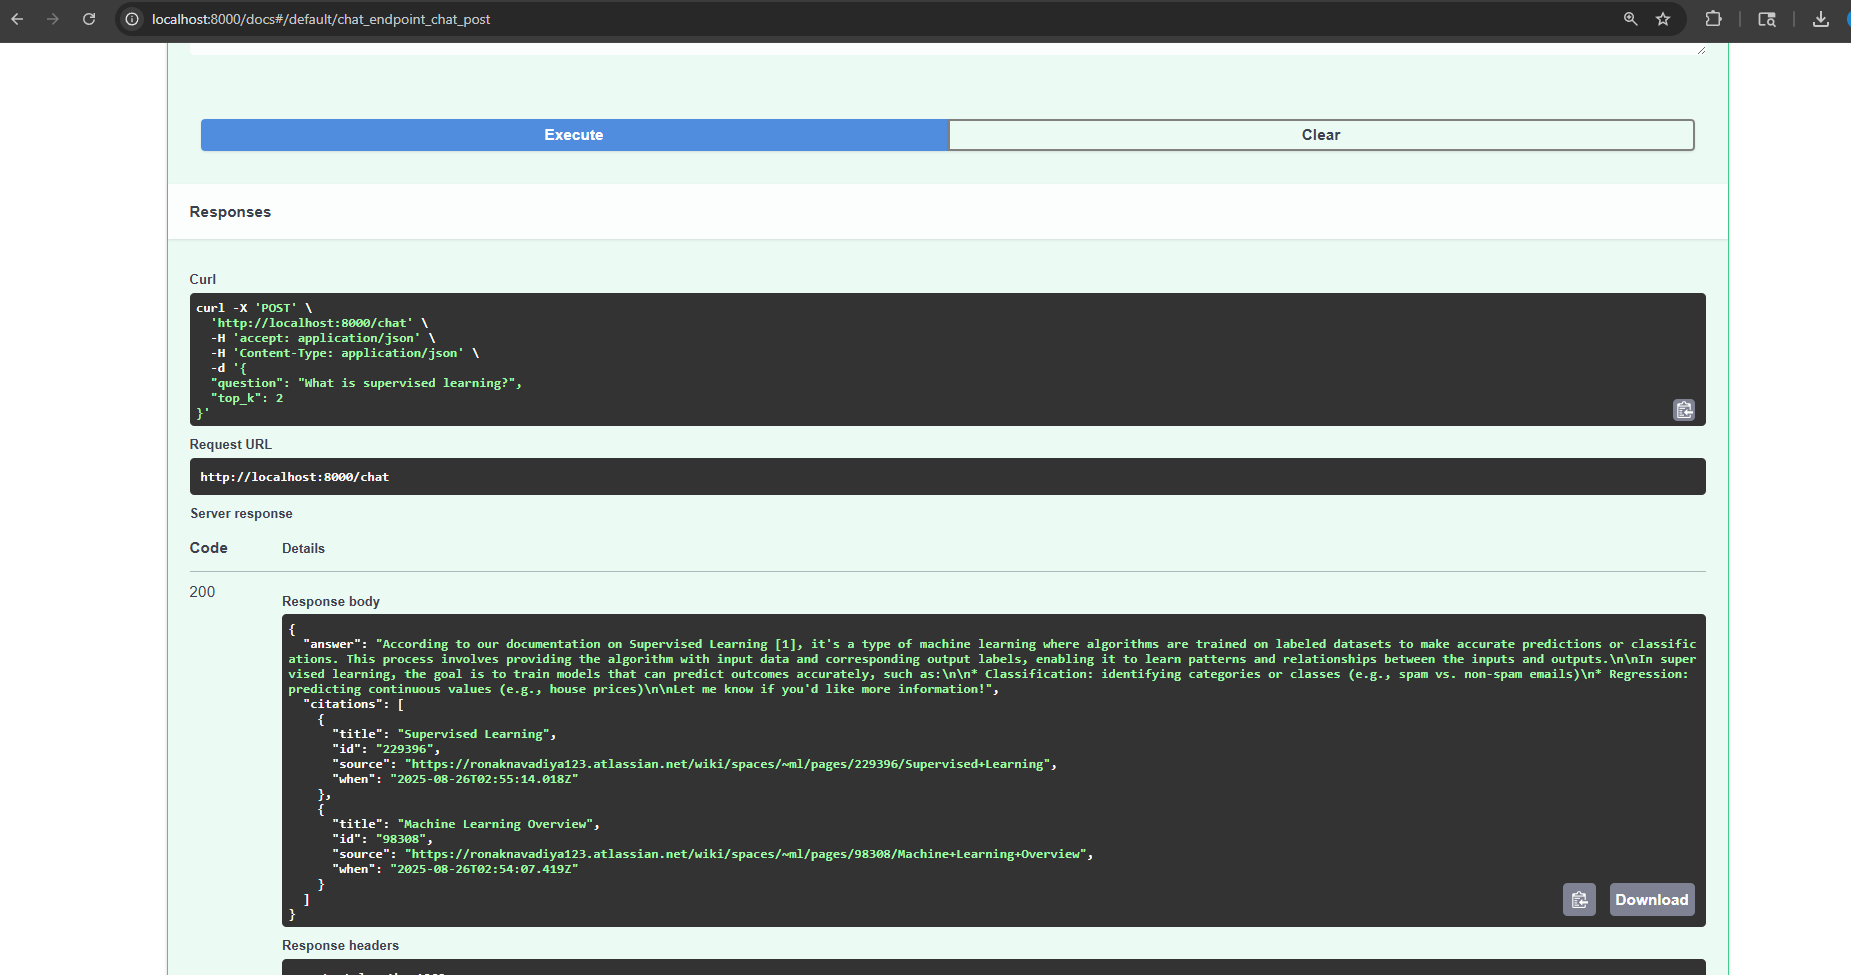 localhost:8000/docs#/default/chat_endpoint_chat_post
Execute
Clear
Responses
Curl
curl -X 'POST' \
  'http://localhost:8000/chat' \
  -H 'accept: application/json' \
  -H 'Content-Type: application/json' \
  -d '{
  "question": "What is supervised learning?",
  "top_k": 2
}'
Request URL
http://localhost:8000/chat
Server response
Code
Details
200
Response body
{
  "answer": "According to our documentation on Supervised Learning [1], it's a type of machine learning where algorithms are trained on labeled datasets to make accurate predictions or classific
ations. This process involves providing the algorithm with input data and corresponding output labels, enabling it to learn patterns and relationships between the inputs and outputs.\n\nIn super
vised learning, the goal is to train models that can predict outcomes accurately, such as:\n\n* Classification: identifying categories or classes (e.g., spam vs. non-spam emails)\n* Regression:
predicting continuous values (e.g., house prices)\n\nLet me know if you'd like more information!",
  "citations": [
    {
      "title": "Supervised Learning",
      "id": "229396",
      "source": "https://ronaknavadiya123.atlassian.net/wiki/spaces/~ml/pages/229396/Supervised+Learning",
      "when": "2025-08-26T02:55:14.018Z"
    },
    {
      "title": "Machine Learning Overview",
      "id": "98308",
      "source": "https://ronaknavadiya123.atlassian.net/wiki/spaces/~ml/pages/98308/Machine+Learning+Overview",
      "when": "2025-08-26T02:54:07.419Z"
    }
  ]
}
Download
Response headers